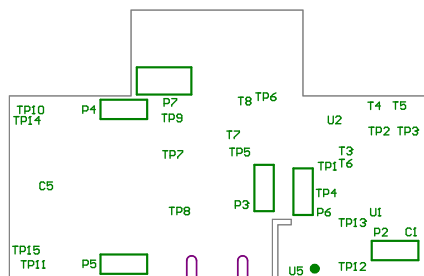 T8 TP6
P7
T4 T5
TP10 P4
TP14 TP9 U2
T7 TP2 TP3
TP7 TP5 T3
TP1 T6
C5 TP4
P3 P6
TP8 U1
TP13
P2 C1
TP15
TP11 P5 U5 TP12